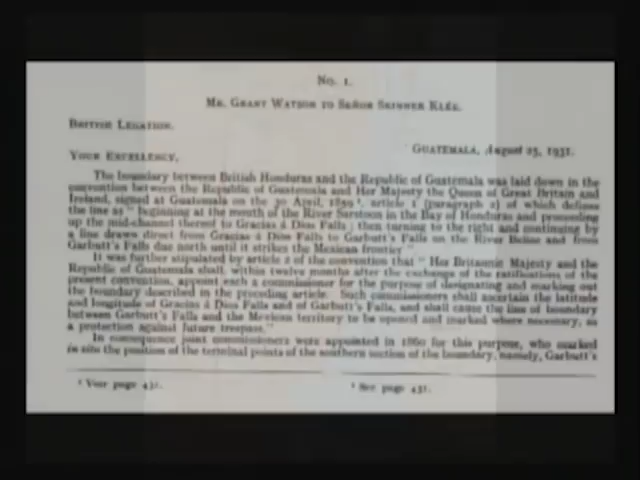 No. 1.
Mr. Grant Watson to Señor Skinner Klée.
British Legation,
Guatemala, August 25, 1931.
Your Excellency,
The boundary between British Honduras and the Republic of Guatemala was laid down in the
convention between the Republic of Guatemala and Her Majesty the Queen of Great Britain and
Ireland, signed at Guatemala on the 30 April, 1859¹, article 1 (paragraph 2) of which defines
the line as "beginning at the mouth of the River Sarstoon in the Bay of Honduras and proceeding
up the mid-channel thereof to Gracias á Dios Falls; then turning to the right and continuing by
a line drawn direct from Gracias á Dios Falls to Garbutt's Falls on the River Belize and from
Garbutt's Falls due north until it strikes the Mexican frontier"
It was further stipulated by article 2 of the convention that "Her Britannic Majesty and the
Republic of Guatemala shall, within twelve months after the exchange of the ratifications of the
present convention, appoint each a commissioner for the purpose of designating and marking out
the boundary described in the preceding article. Such commissioners shall ascertain the latitude
and longitude of Gracias á Dios Falls and of Garbutt's Falls, and shall cause the line of boundary
between Garbutt's Falls and the Mexican territory to be opened and marked where necessary, as
a protection against future trespass."
In consequence joint commissioners were appointed in 1860 for this purpose, who marked
in situ the position of the terminal points of the southern section of the boundary, namely, Garbutt's
¹ Voir page 431.
¹ See page 431.